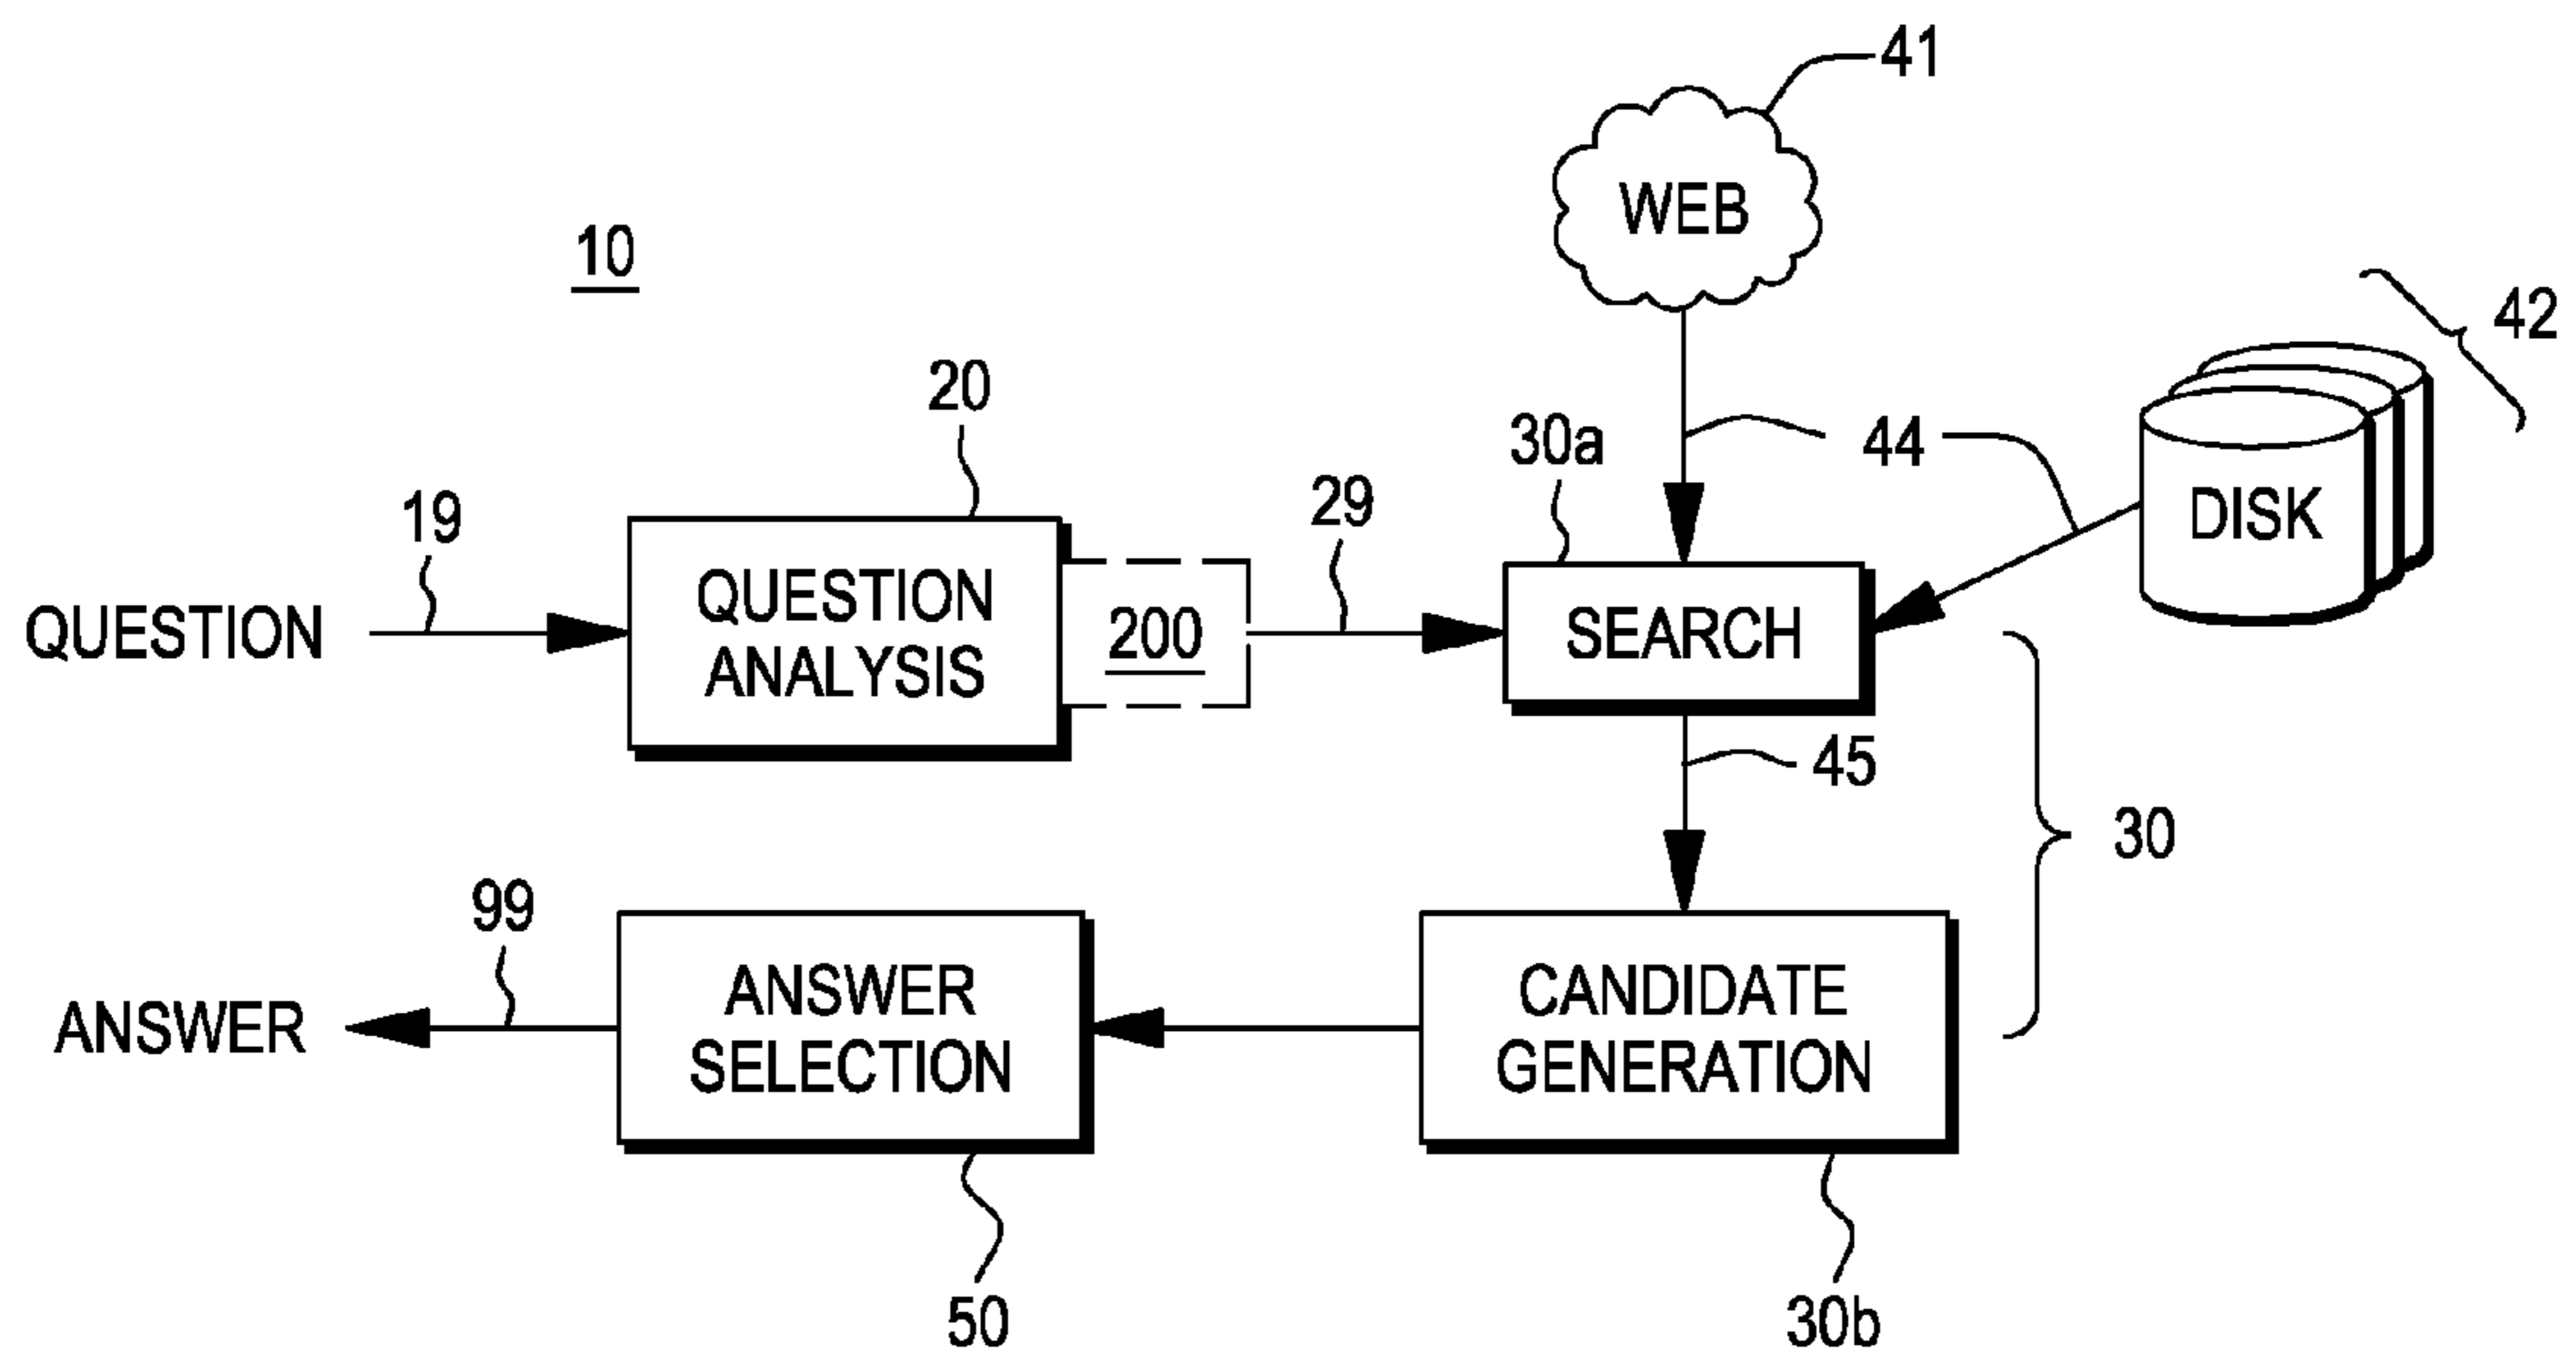 41
WEB
10
42
20
30a
44
DISK
19
29
QUESTION
QUESTION
ANALYSIS
200
SEARCH
45
30
99
ANSWER
ANSWER
SELECTION
CANDIDATE
GENERATION
50
30b